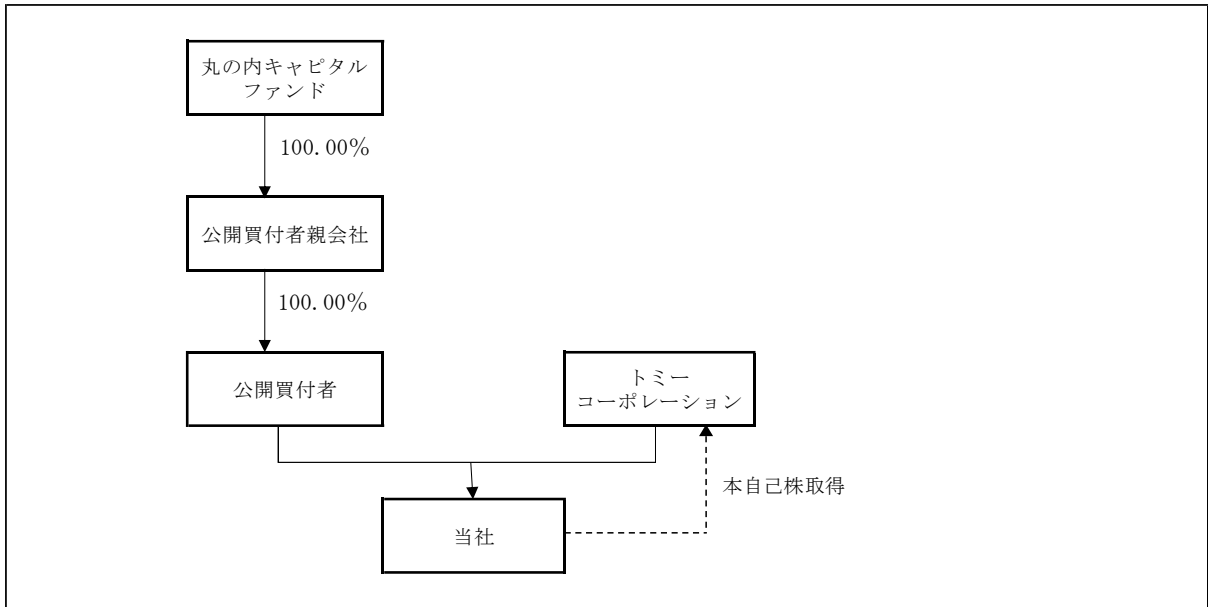 丸の内キャピタル
ファンド
100.00%
公開買付者親会社
100.00%
公開買付者
トミー
コーポレーション
本自己株取得
当社